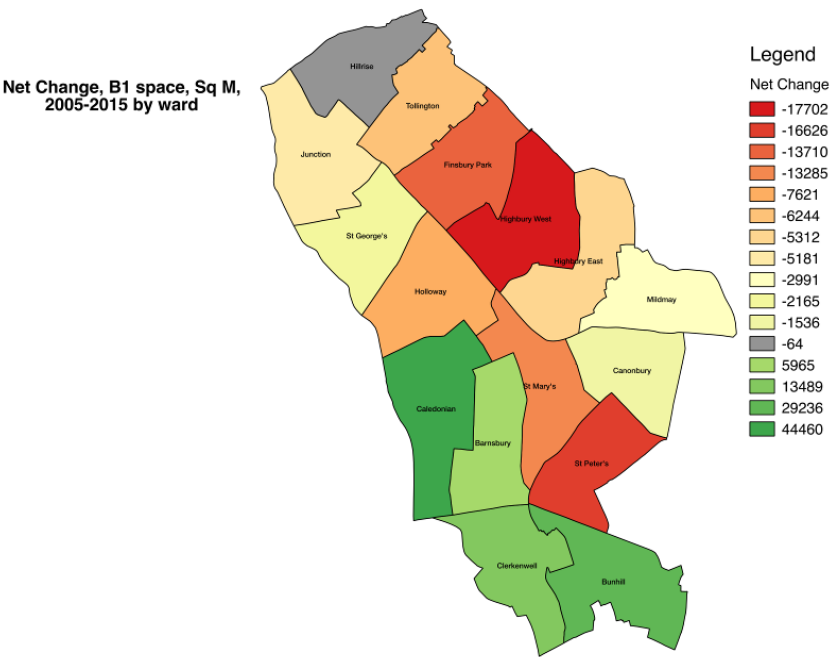 Net Change, B1 space, Sq M,
2005-2015 by ward
Hillrise
Tollington
Junction
Finsbury Park
Highbury West
St George's
Highbury East
Holloway
Mildmay
Canonbury
St Mary's
Caledonian
Barnsbury
St Peter's
Clerkenwell
Bunhill
Legend
Net Change
-17702
-16626
-13710
-13285
-7621
-6244
-5312
-5181
-2991
-2165
-1536
-64
5965
13489
29236
44460